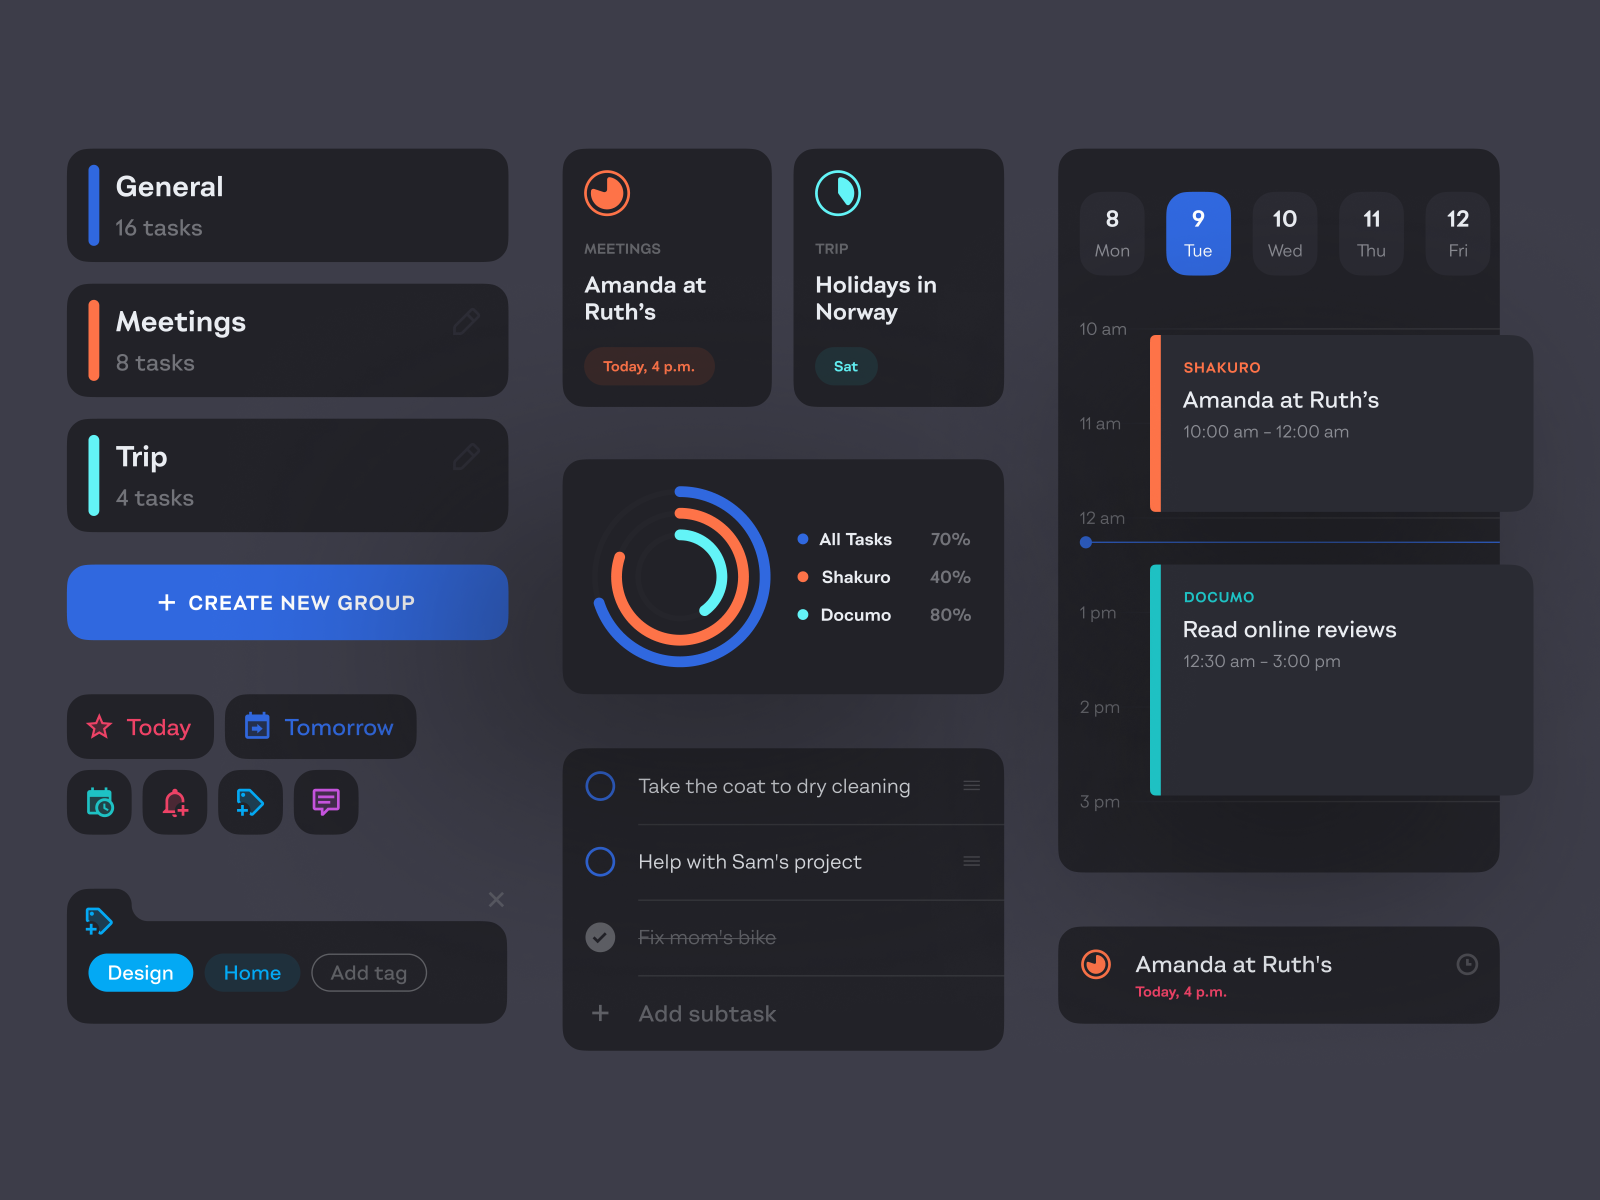 General
16 tasks
Meetings
8 tasks
Trip
4 tasks
+ CREATE NEW GROUP
Today
Tomorrow
Design
Home
Add tag
MEETINGS
Amanda at
Ruth’s
Today, 4 p.m.
TRIP
Holidays in
Norway
Sat
All Tasks 70%
Shakuro 40%
Documo 80%
Take the coat to dry cleaning
Help with Sam's project
Fix mom's bike
+ Add subtask
8 Mon
9 Tue
10 Wed
11 Thu
12 Fri
10 am
SHAKURO
Amanda at Ruth’s
11 am
10:00 am – 12:00 am
12 am
DOCUMO
1 pm
Read online reviews
12:30 am – 3:00 pm
2 pm
3 pm
Amanda at Ruth's
Today, 4 p.m.